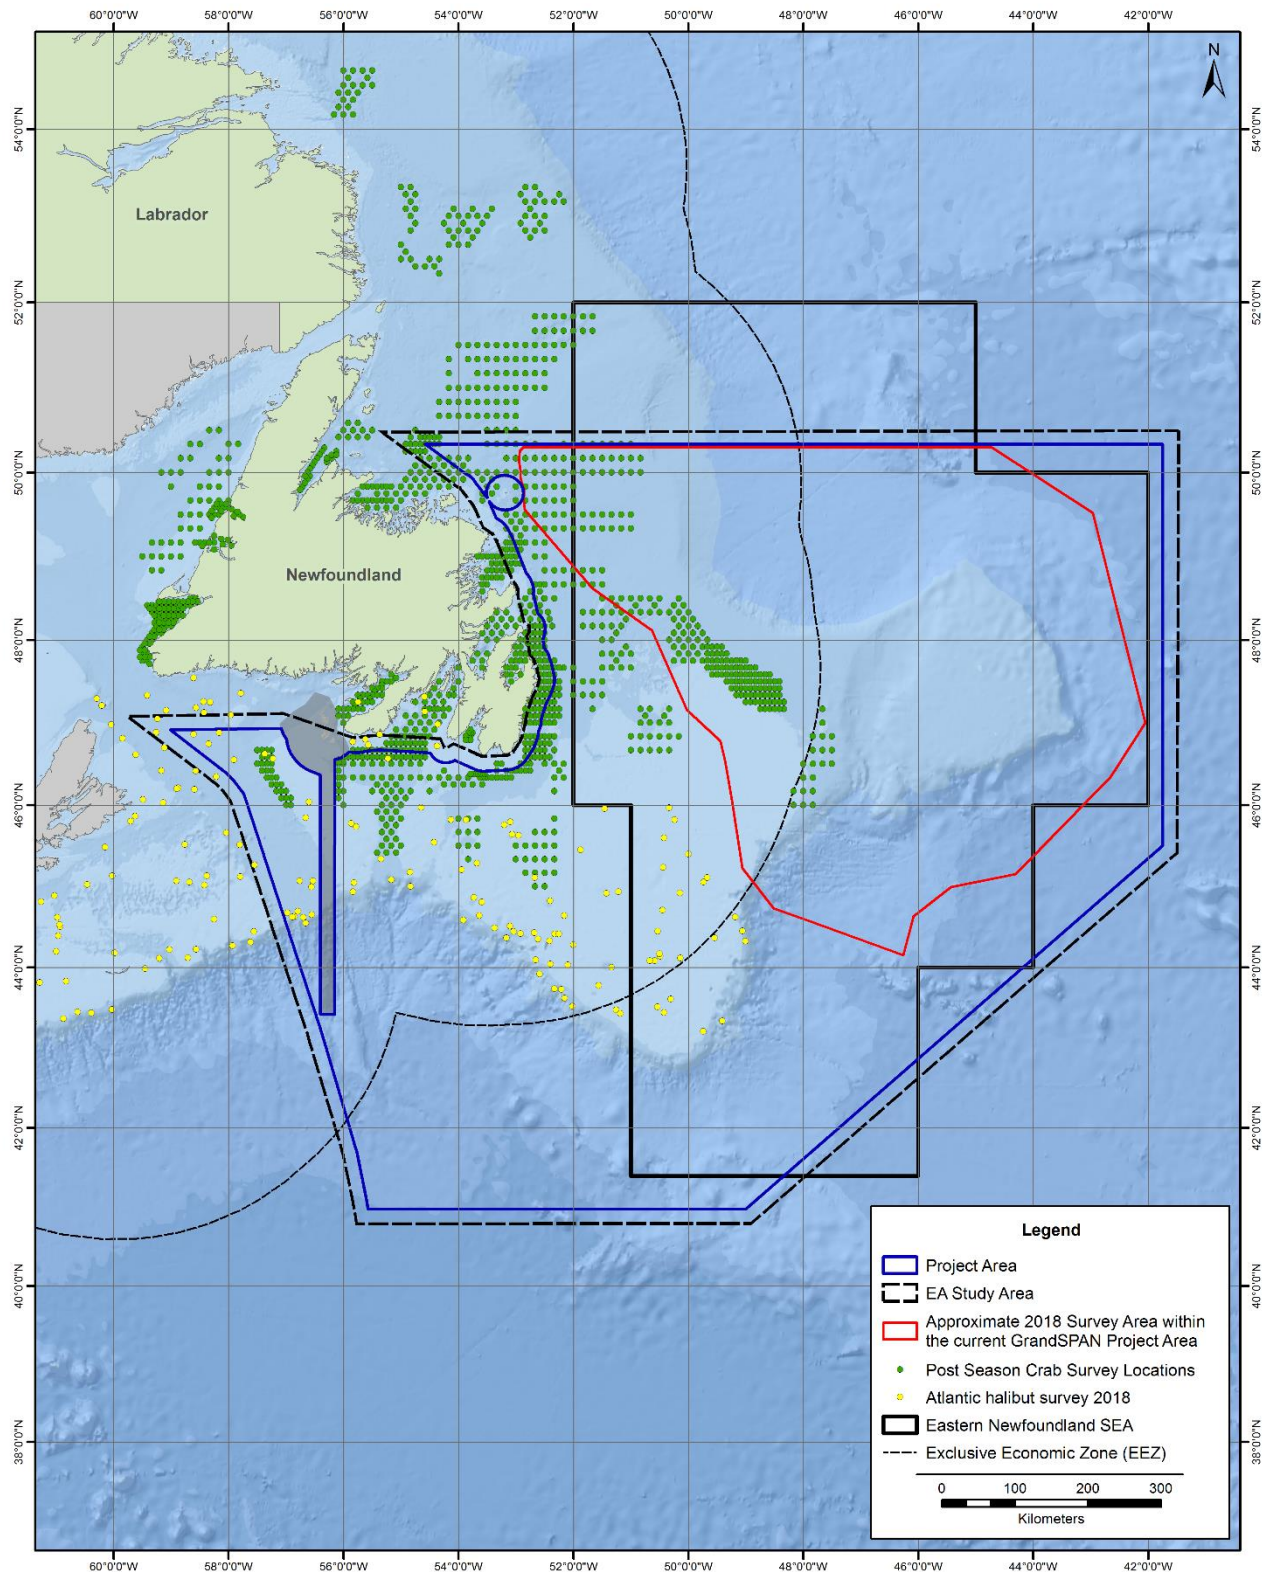 60°0'0"W 58°0'0"W 56°0'0"W 54°0'0"W 52°0'0"W 50°0'0"W 48°0'0"W 46°0'0"W 44°0'0"W 42°0'0"W
N
54°0'0"N 54°0'0"N
Labrador
52°0'0"N 52°0'0"N
50°0'0"N 50°0'0"N
Newfoundland
48°0'0"N 48°0'0"N
46°0'0"N 46°0'0"N
44°0'0"N 44°0'0"N
42°0'0"N 42°0'0"N
40°0'0"N 40°0'0"N
38°0'0"N 38°0'0"N
Legend
Project Area
EA Study Area
Approximate 2018 Survey Area within
the current GrandSPAN Project Area
Post Season Crab Survey Locations
Atlantic halibut survey 2018
Eastern Newfoundland SEA
Exclusive Economic Zone (EEZ)
0 100 200 300
Kilometers
60°0'0"W 58°0'0"W 56°0'0"W 54°0'0"W 52°0'0"W 50°0'0"W 48°0'0"W 46°0'0"W 44°0'0"W 42°0'0"W